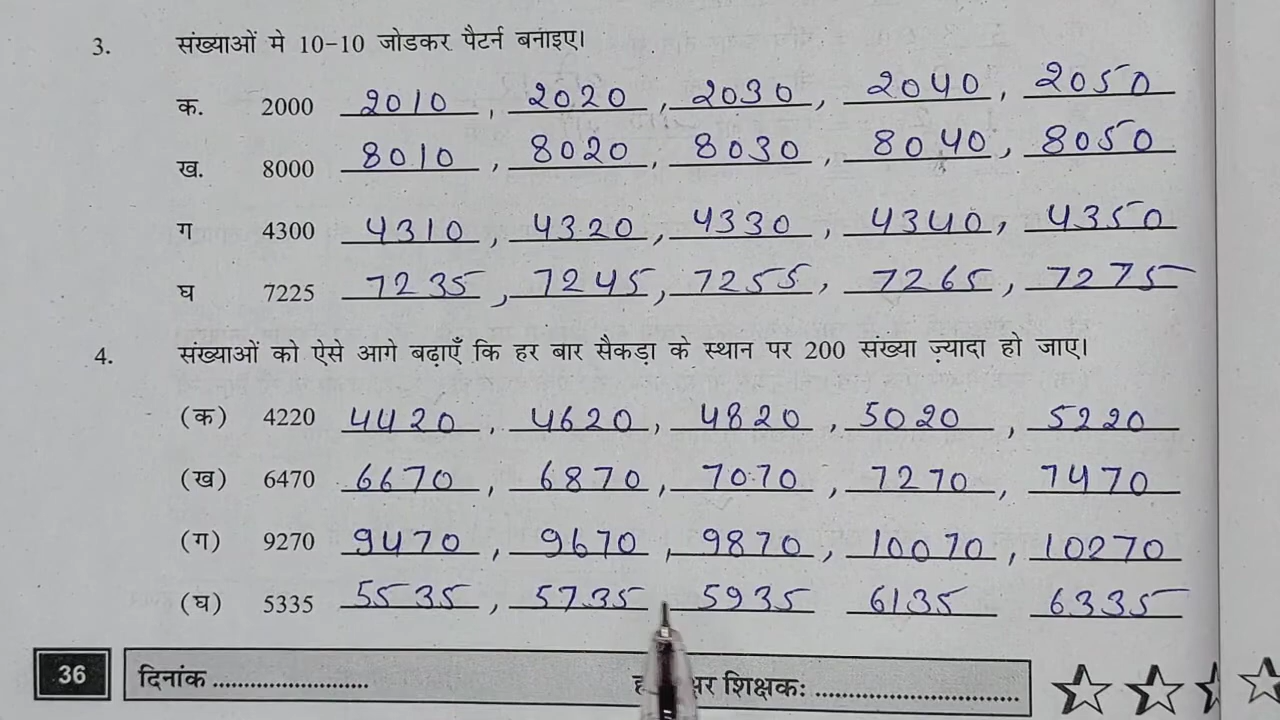 3. संख्याओं मे 10-10 जोडकर पैटर्न बनाइए।
क. 2000 2010, 2020, 2030, 2040, 2050
ख. 8000 8010, 8020, 8030, 8040, 8050
ग 4300 4310, 4320, 4330, 4340, 4350
घ 7225 7235, 7245, 7255, 7265, 7275
4. संख्याओं को ऐसे आगे बढ़ाएँ कि हर बार सैकड़ा के स्थान पर 200 संख्या ज़्यादा हो जाए।
(क) 4220 4420, 4620, 4820, 5020, 5220
(ख) 6470 6670, 6870, 7070, 7270, 7470
(ग) 9270 9470, 9670, 9870, 10070, 10270
(घ) 5335 5535, 5735, 5935 6135 6335
36 दिनांक ........................ शिक्षकः ..............................